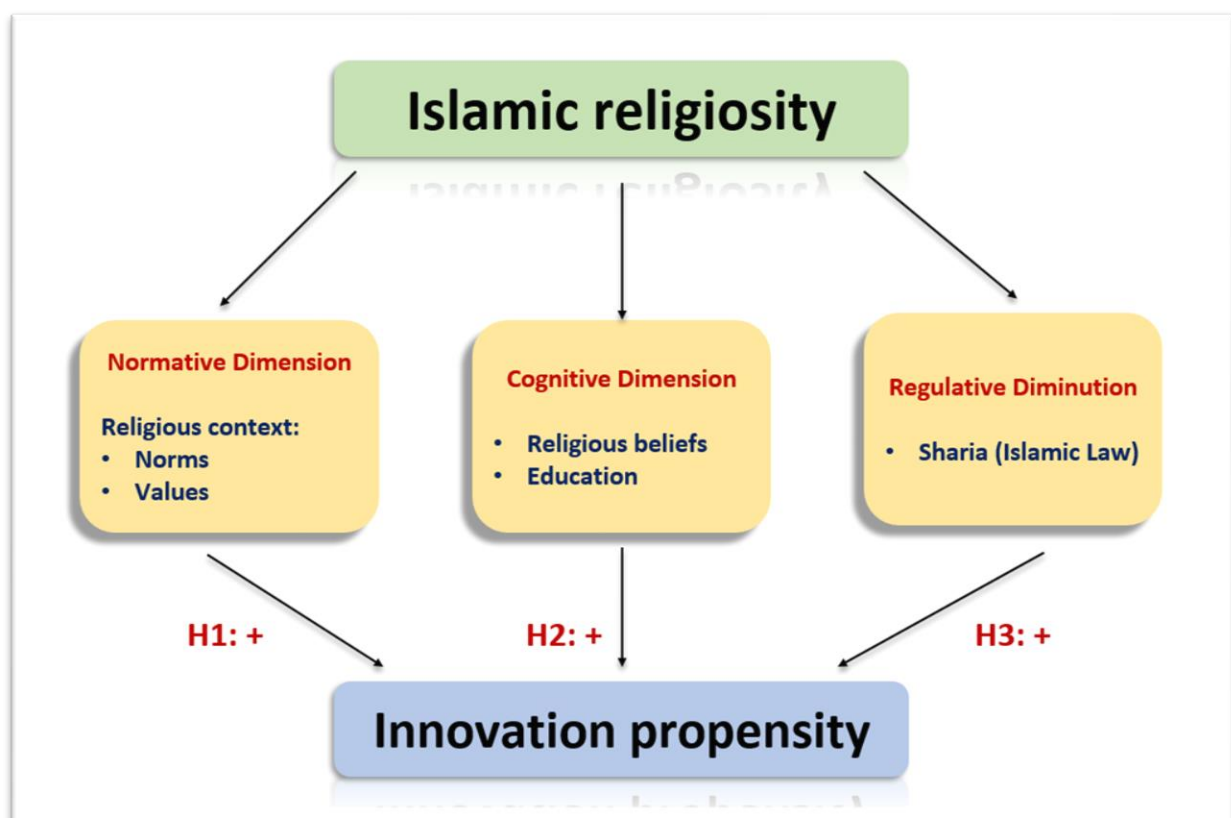 Islamic religiosity
Normative Dimension
Religious context:
• Norms
• Values
Cognitive Dimension
• Religious beliefs
• Education
Regulative Diminution
• Sharia (Islamic Law)
H1: +
H2: +
H3: +
Innovation propensity